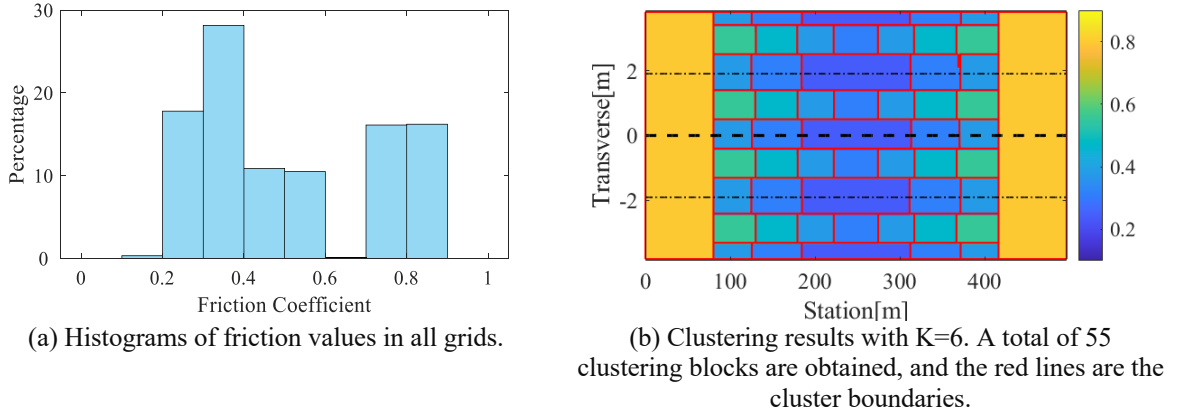 30
20
10
0
Percentage
0
0.2
0.4
0.6
0.8
1
Friction Coefficient
(a) Histograms of friction values in all grids.
2
0
-2
Transverse[m]
0
100
200
300
400
Station[m]
0.8
0.6
0.4
0.2
(b) Clustering results with K=6. A total of 55
clustering blocks are obtained, and the red lines are the
cluster boundaries.